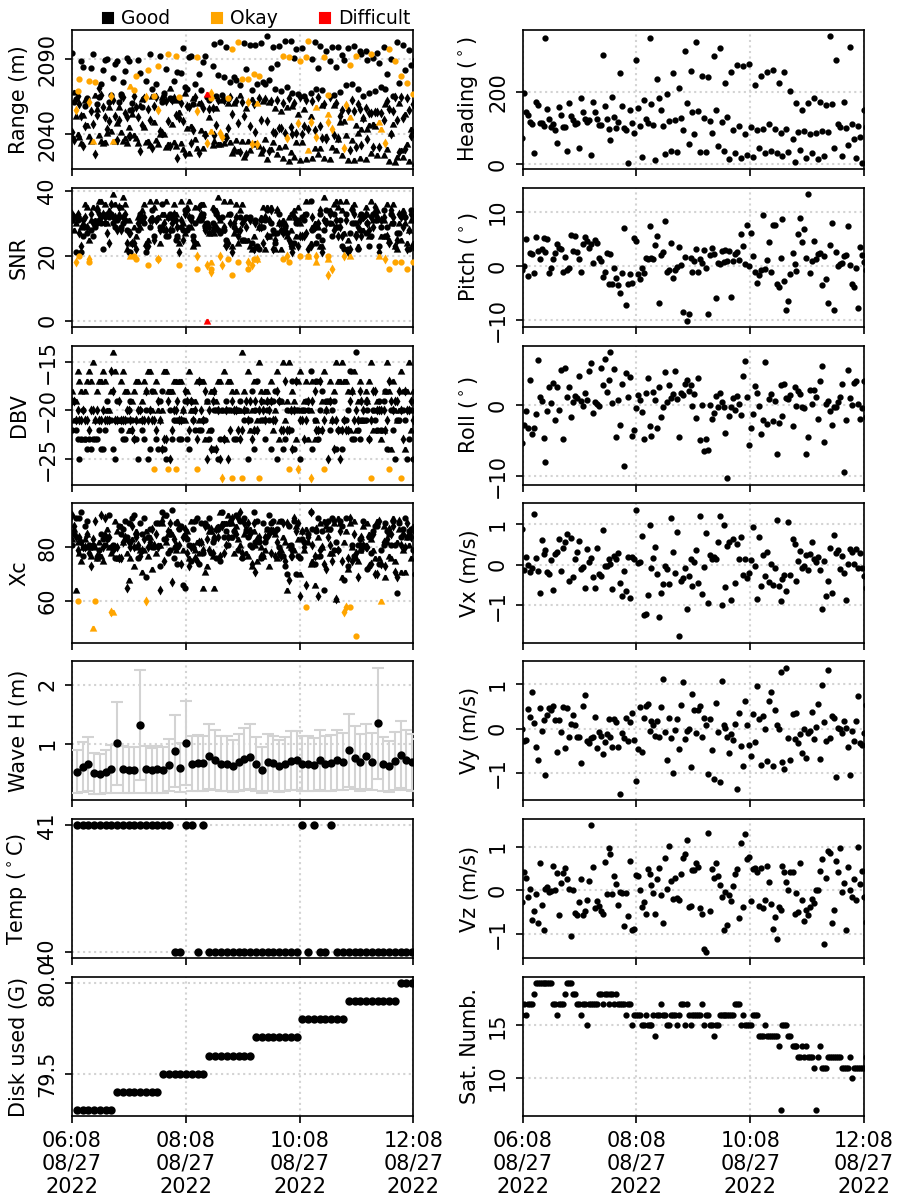 Good Okay Difficult
Range (m)
2090
2040
Heading (°)
200
0
SNR
40
20
0
Pitch (°)
10
0
−10
DBV
−15
−20
−25
Roll (°)
0
−10
Xc
80
60
Vx (m/s)
1
0
−1
Wave H (m)
2
1
Vy (m/s)
1
0
−1
Temp (°C)
41
40
Vz (m/s)
1
0
−1
Disk used (G)
80.0
79.5
Sat. Numb.
15
10
06:08 08:08 10:08 12:08
08/27 08/27 08/27 08/27
2022 2022 2022 2022
06:08 08:08 10:08 12:08
08/27 08/27 08/27 08/27
2022 2022 2022 2022